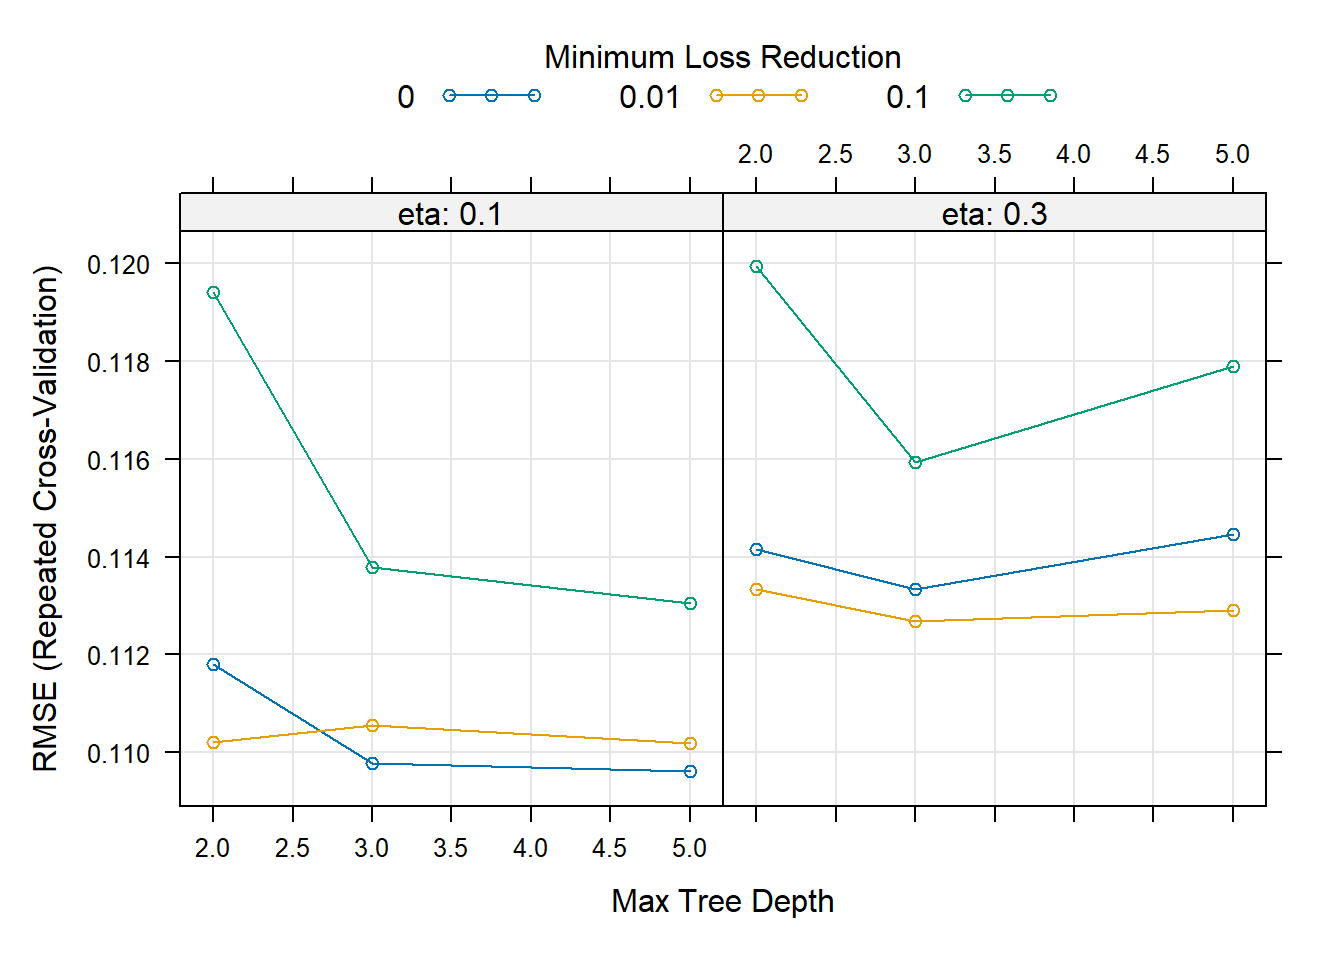 Minimum Loss Reduction
0 0.01 0.1
2.0 2.5 3.0 3.5 4.0 4.5 5.0
eta: 0.1 eta: 0.3
RMSE (Repeated Cross-Validation)
0.120
0.118
0.116
0.114
0.112
0.110
2.0 2.5 3.0 3.5 4.0 4.5 5.0
Max Tree Depth